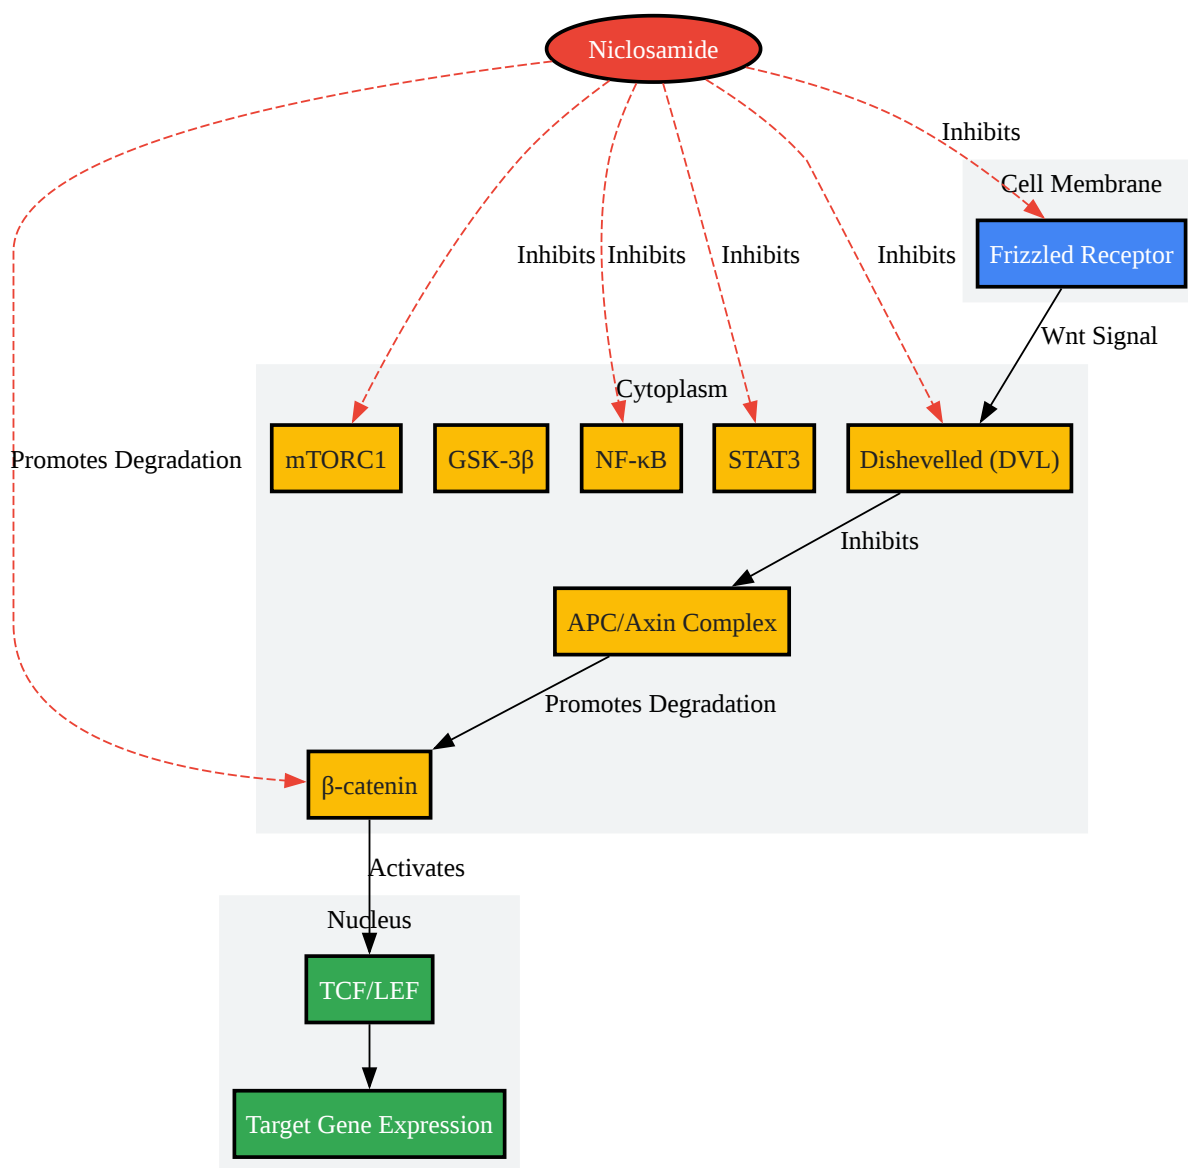 Niclosamide
Inhibits
Cell Membrane
Inhibits
Inhibits
Inhibits
Inhibits
Frizzled Receptor
Wnt Signal
Cytoplasm
Promotes Degradation
mTORC1
GSK-3β
NF-κB
STAT3
Dishevelled (DVL)
Inhibits
APC/Axin Complex
Promotes Degradation
β-catenin
Activates
Nucleus
TCF/LEF
Target Gene Expression